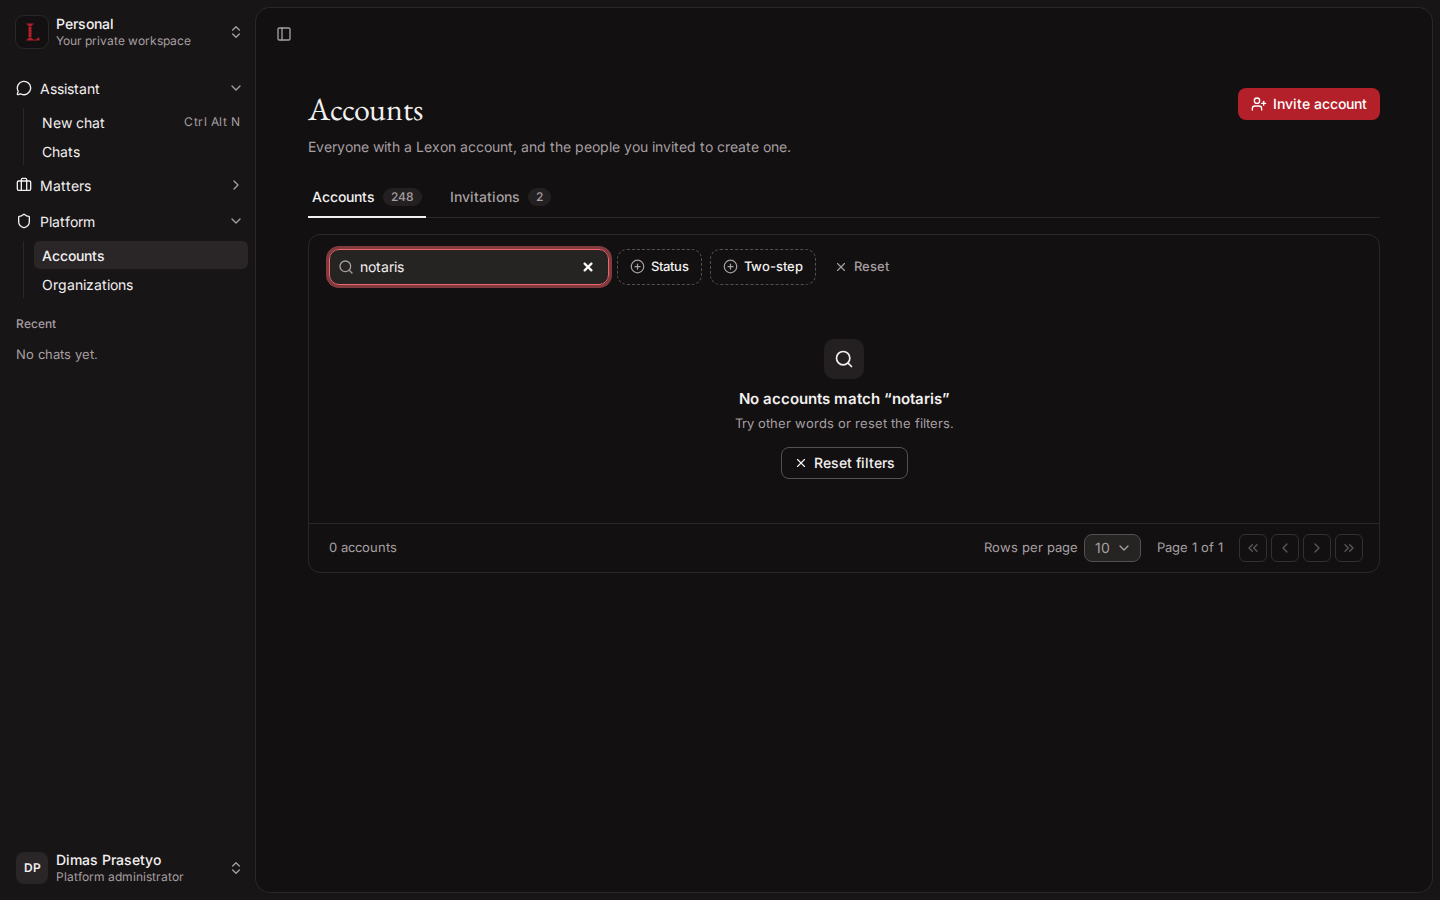 L
Personal
Your private workspace
Assistant
New chat Ctrl Alt N
Chats
Matters
Platform
Accounts
Organizations
Recent
No chats yet.
DP
Dimas Prasetyo
Platform administrator
Accounts
Invite account
Everyone with a Lexon account, and the people you invited to create one.
Accounts 248 Invitations 2
notaris Status Two-step Reset
No accounts match “notaris”
Try other words or reset the filters.
Reset filters
0 accounts Rows per page 10 Page 1 of 1